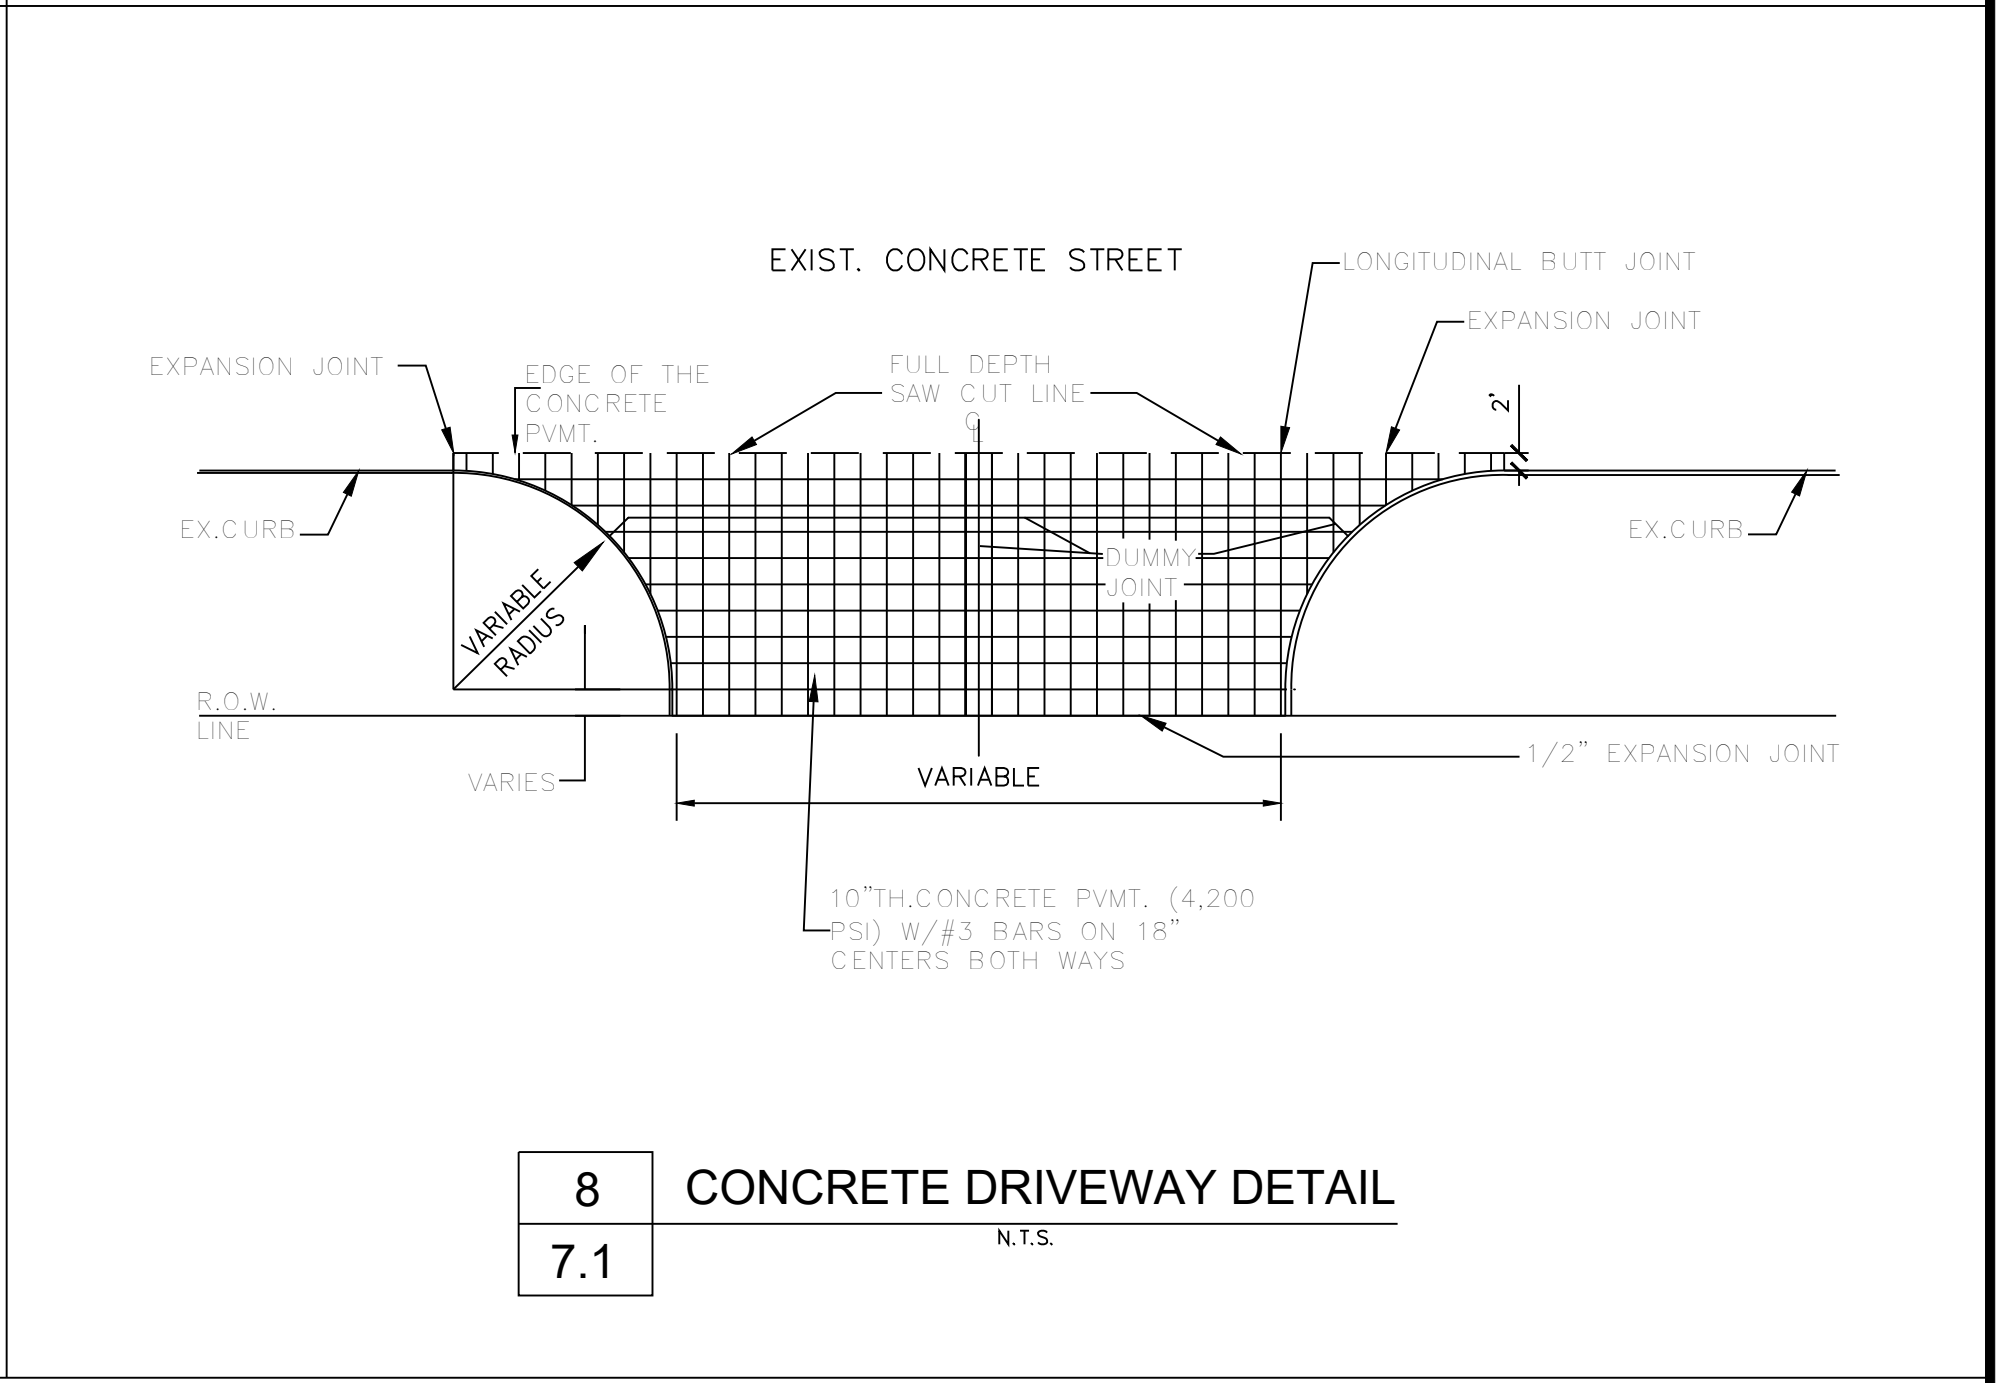 EXIST. CONCRETE STREET
LONGITUDINAL BUTT JOINT
EXPANSION JOINT
EXPANSION JOINT
EDGE OF THE
CONCRETE
PVMT.
FULL DEPTH
SAW CUT LINE
℄
2'
EX.CURB
EX.CURB
DUMMY
JOINT
VARIABLE
RADIUS
R.O.W.
LINE
VARIES
VARIABLE
1/2" EXPANSION JOINT
10"TH.CONCRETE PVMT. (4,200
PSI) W/#3 BARS ON 18"
CENTERS BOTH WAYS
8
CONCRETE DRIVEWAY DETAIL
N.T.S.
7.1